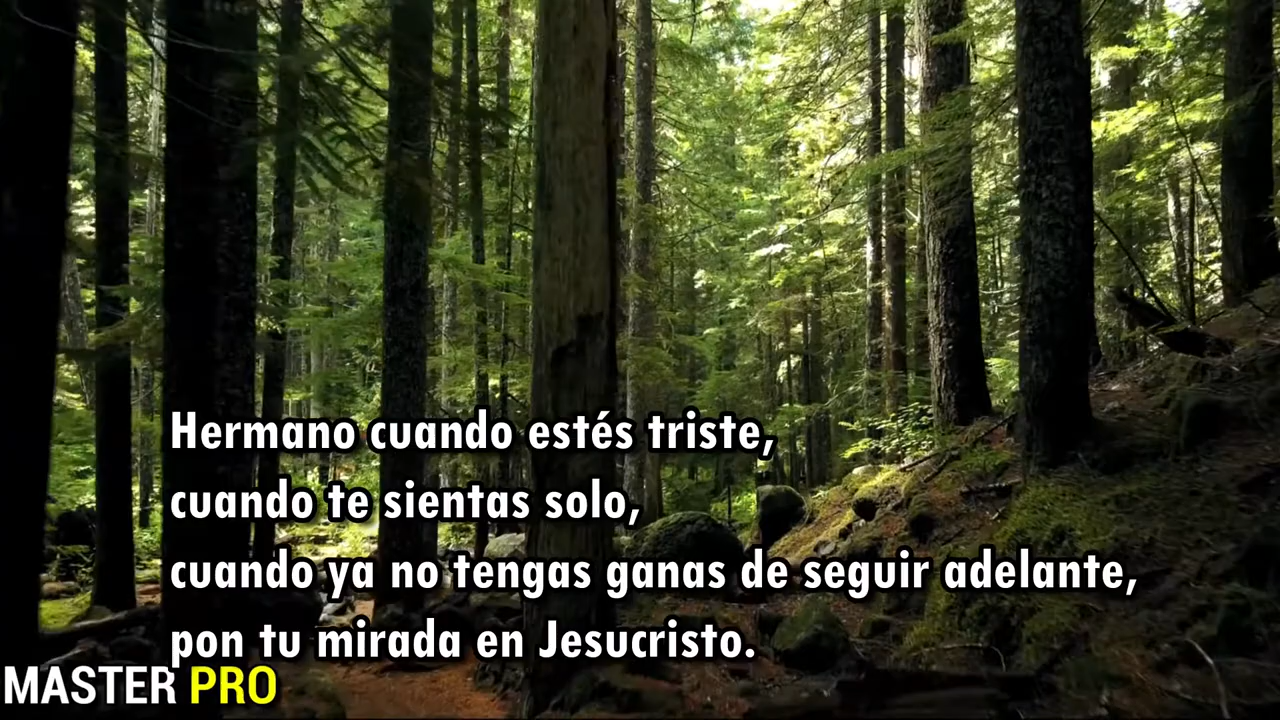 Hermano cuando estés triste,
cuando te sientas solo,
cuando ya no tengas ganas de seguir adelante,
pon tu mirada en Jesucristo.
MASTER PRO